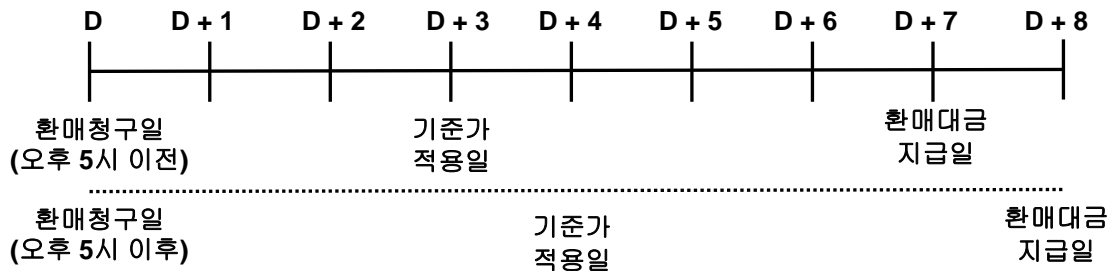 D D + 1 D + 2 D + 3 D + 4 D + 5 D + 6 D + 7 D + 8
환매청구일
(오후 5시 이전)
기준가
적용일
환매대금
지급일
환매청구일
(오후 5시 이후)
기준가
적용일
환매대금
지급일